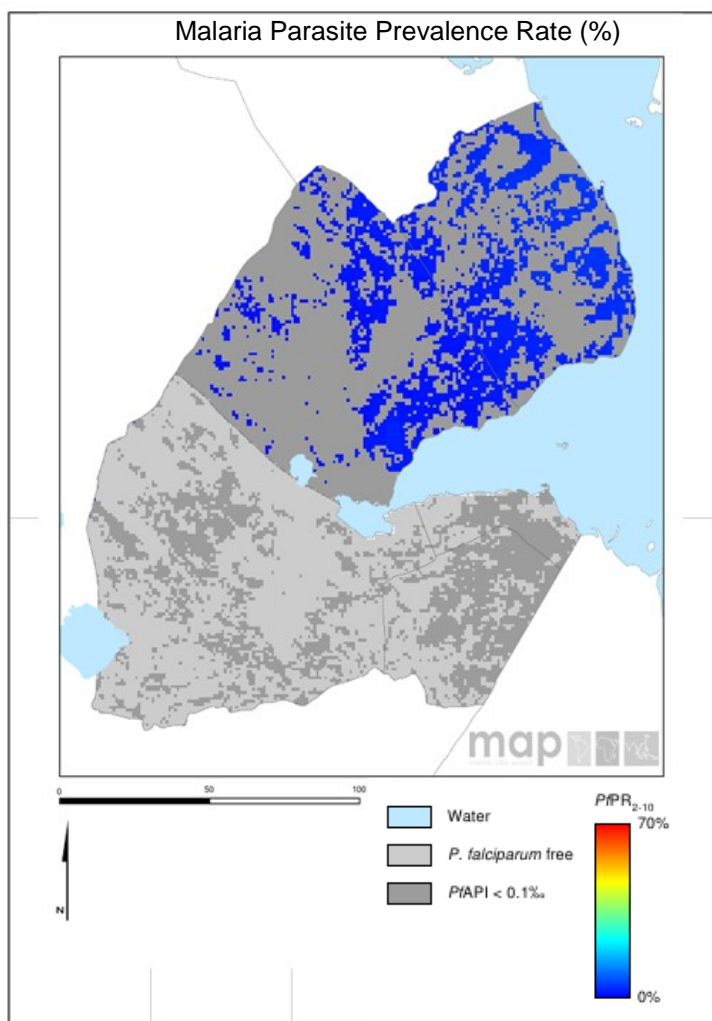 Malaria Parasite Prevalence Rate (%)
map
0 50 100
N
Water
P. falciparum free
PfAPI < 0.1‰
PfPR2-10
70%
0%